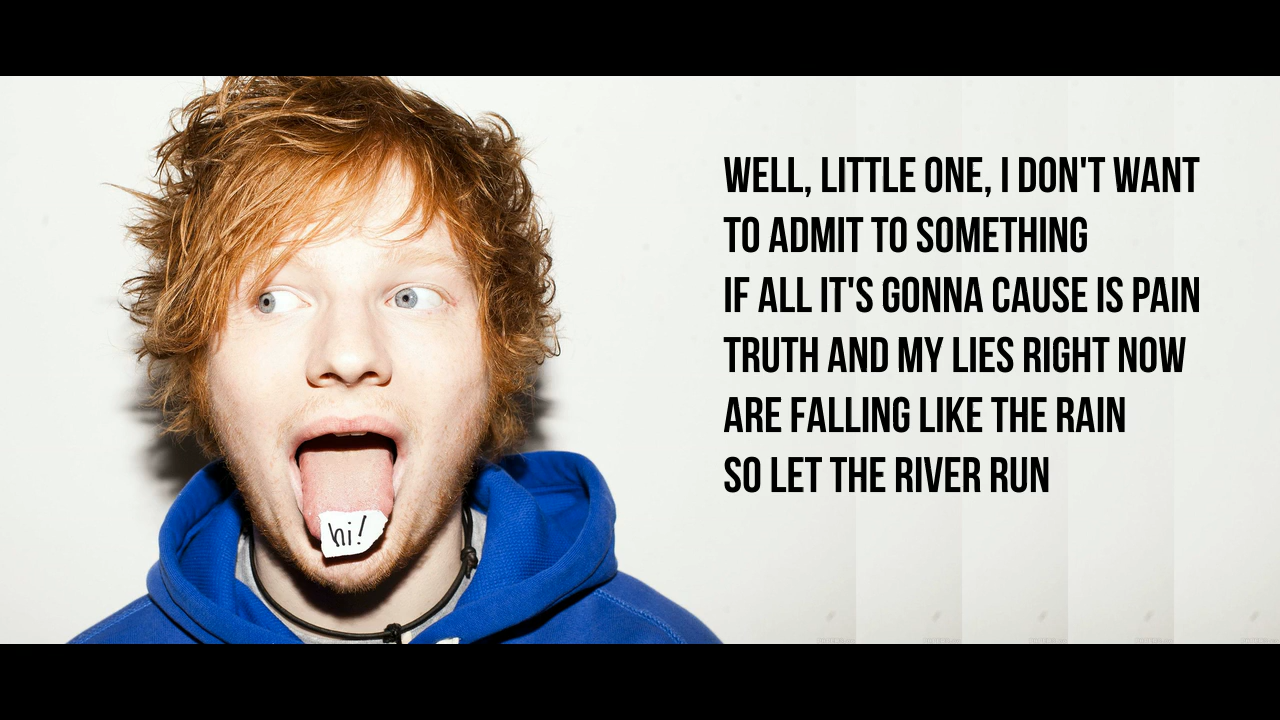 WELL, LITTLE ONE, I DON'T WANT
TO ADMIT TO SOMETHING
IF ALL IT'S GONNA CAUSE IS PAIN
TRUTH AND MY LIES RIGHT NOW
ARE FALLING LIKE THE RAIN
SO LET THE RIVER RUN
hi!